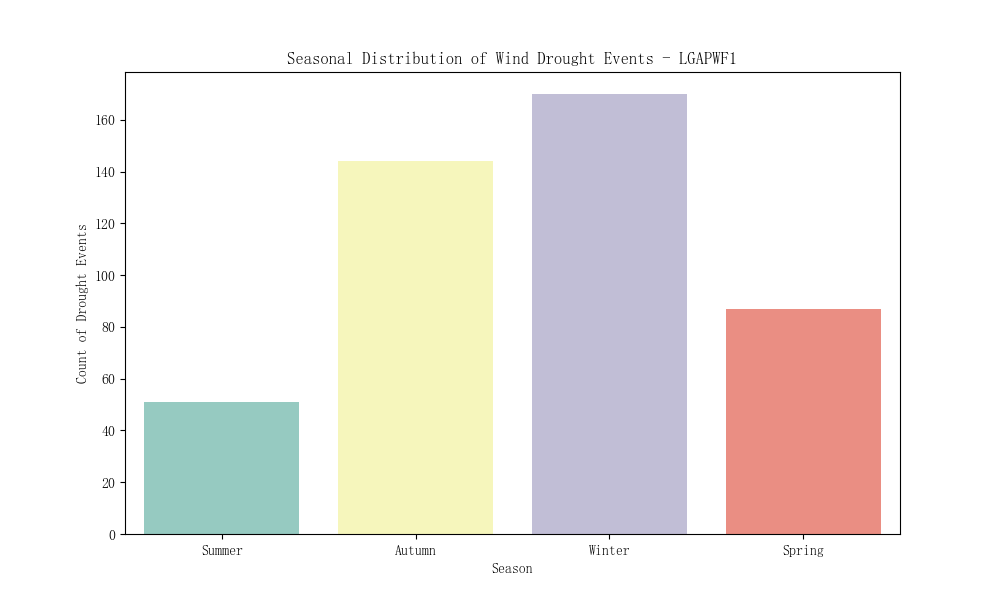 Seasonal Distribution of Wind Drought Events - LGAPWF1
Count of Drought Events
160
140
120
100
80
60
40
20
0
Summer
Autumn
Winter
Spring
Season